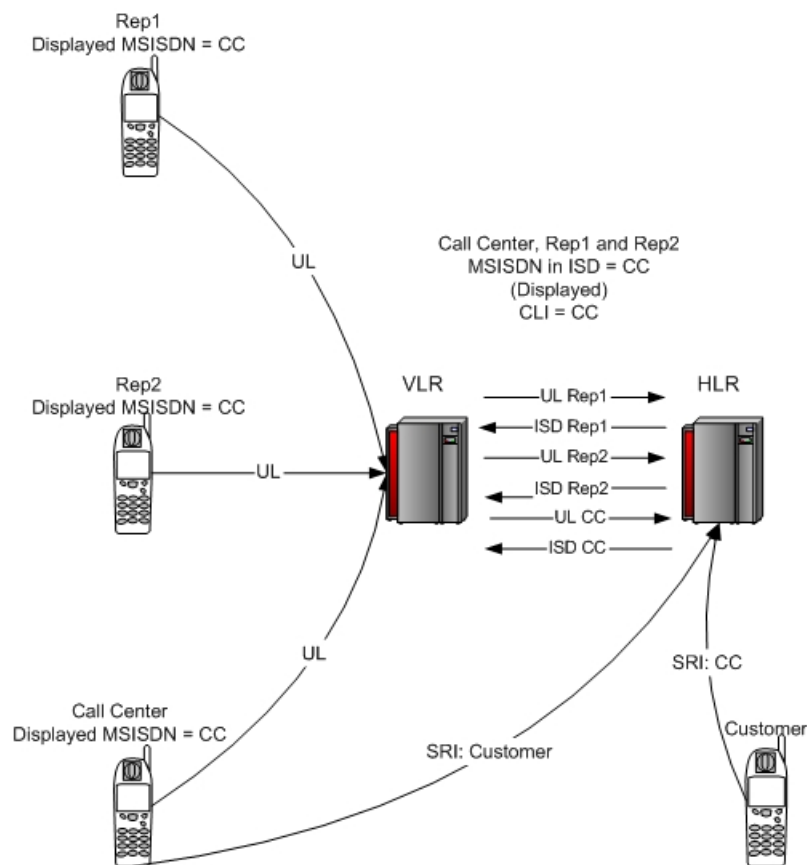 Rep1
Displayed MSISDN = CC
UL
Call Center, Rep1 and Rep2
MSISDN in ISD = CC
(Displayed)
CLI = CC
Rep2
Displayed MSISDN = CC
VLR
HLR
UL Rep1
ISD Rep1
UL Rep2
ISD Rep2
UL CC
ISD CC
UL
UL
SRI: CC
Call Center
Displayed MSISDN = CC
SRI: Customer
Customer